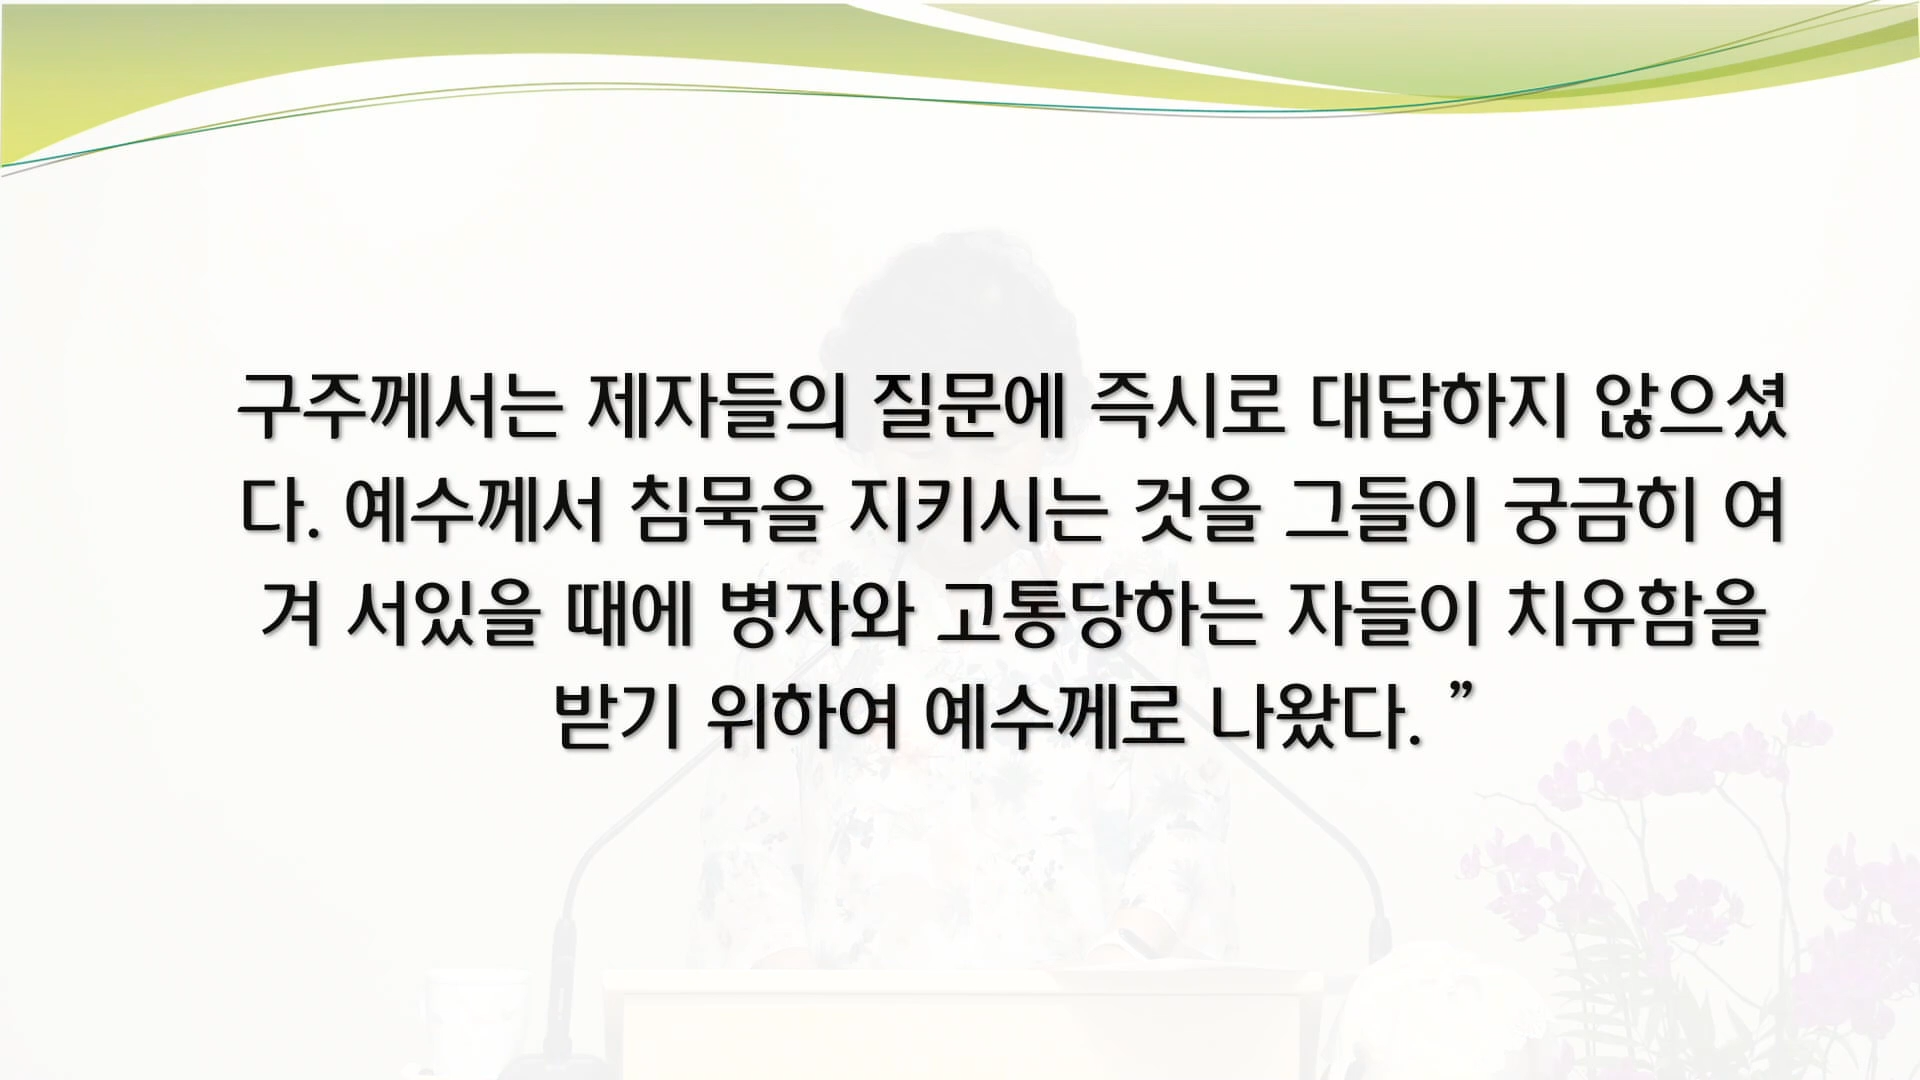 구주께서는 제자들의 질문에 즉시로 대답하지 않으셨
다. 예수께서 침묵을 지키시는 것을 그들이 궁금히 여
겨 서있을 때에 병자와 고통당하는 자들이 치유함을
받기 위하여 예수께로 나왔다. ”